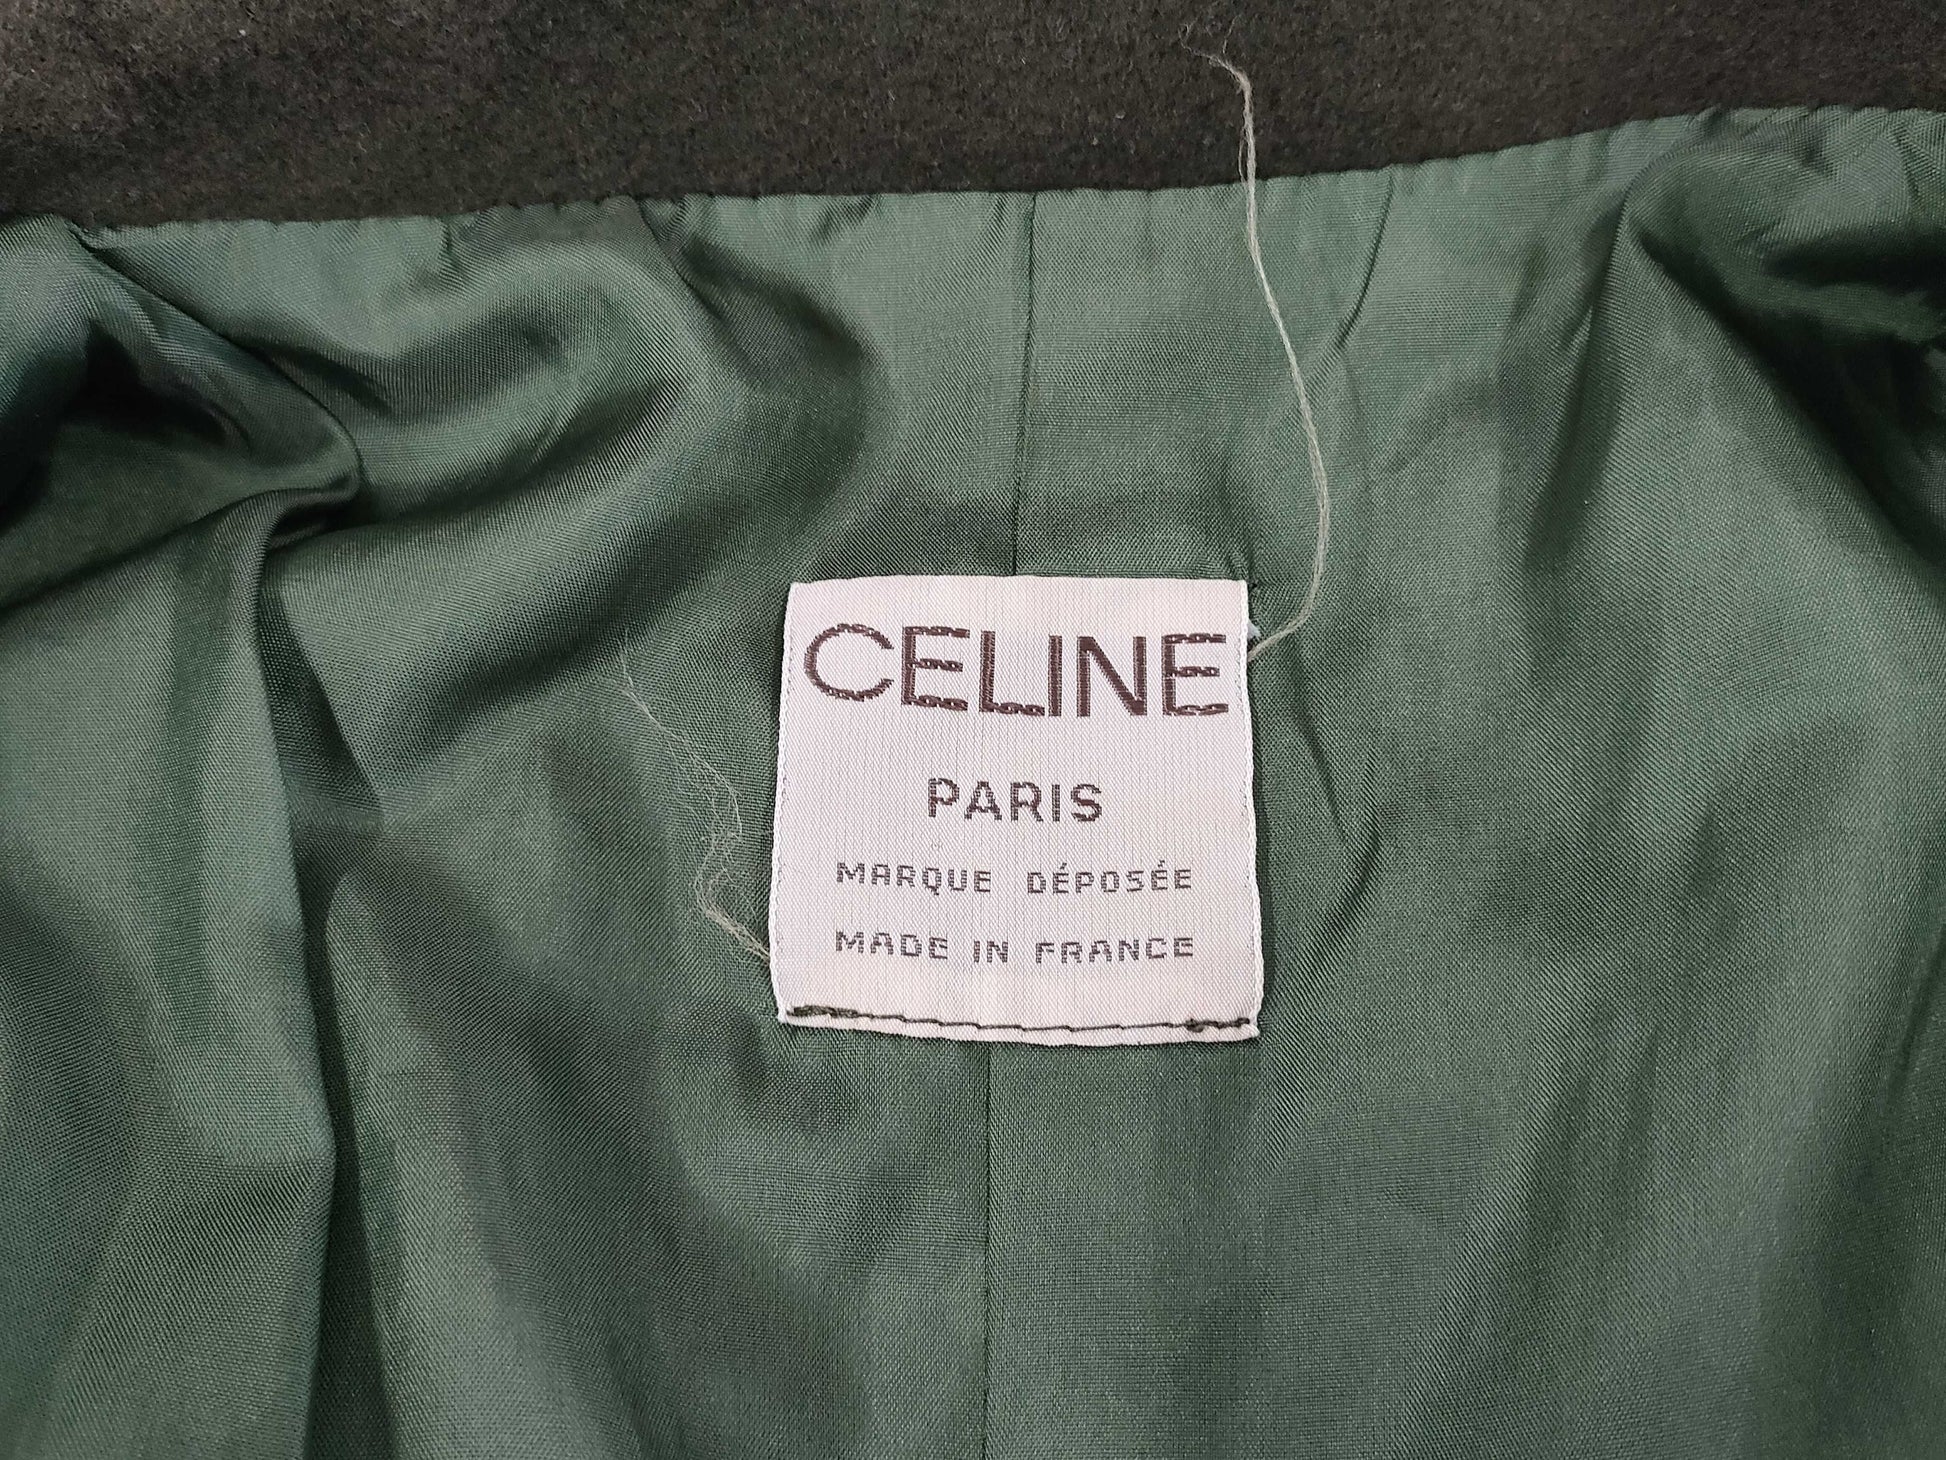 CELINE
PARIS
MARQUE DÉPOSÉE
MADE IN FRANCE